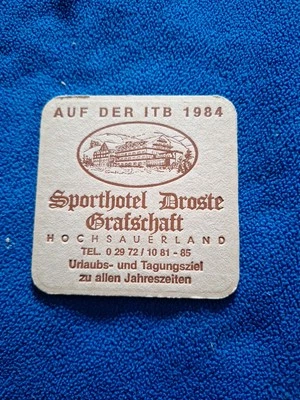 AUF DER ITB 1984
Sporthotel Droste
Grafschaft
HOCHSAUERLAND
TEL. 0 29 72 / 10 81 - 85
Urlaubs- und Tagungsziel
zu allen Jahreszeiten